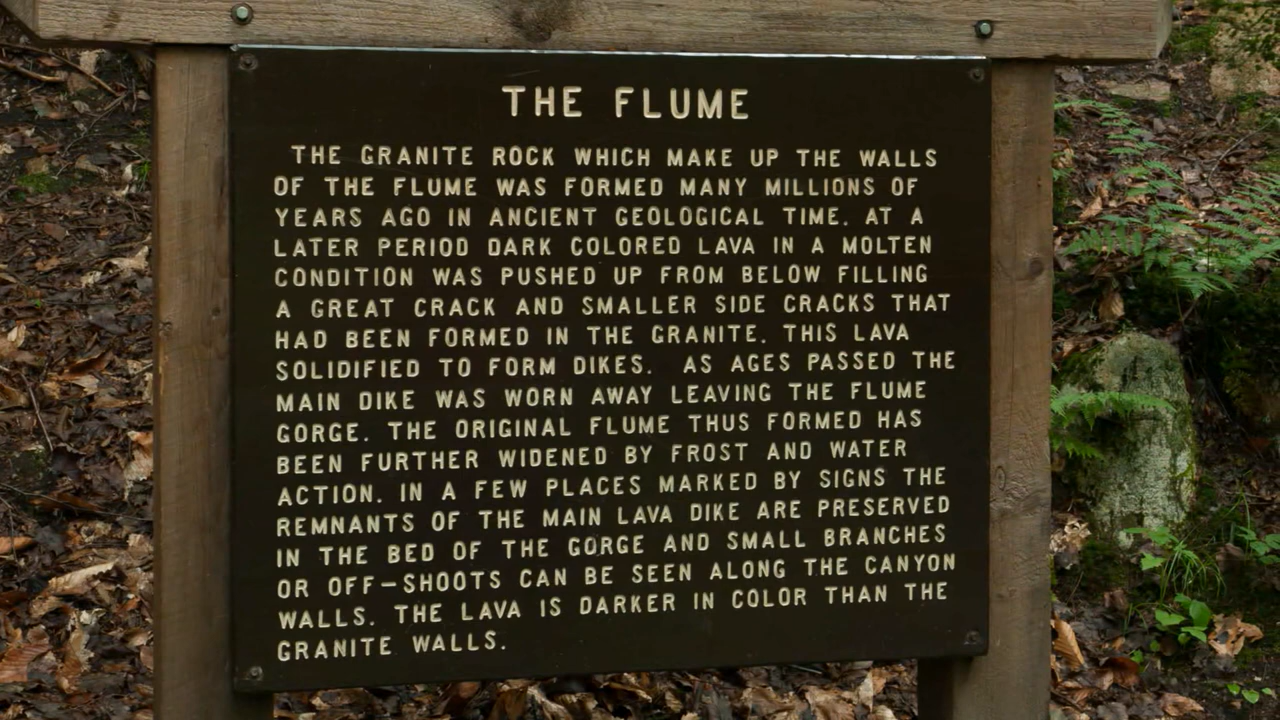 THE FLUME
THE GRANITE ROCK WHICH MAKE UP THE WALLS
OF THE FLUME WAS FORMED MANY MILLIONS OF
YEARS AGO IN ANCIENT GEOLOGICAL TIME. AT A
LATER PERIOD DARK COLORED LAVA IN A MOLTEN
CONDITION WAS PUSHED UP FROM BELOW FILLING
A GREAT CRACK AND SMALLER SIDE CRACKS THAT
HAD BEEN FORMED IN THE GRANITE. THIS LAVA
SOLIDIFIED TO FORM DIKES. AS AGES PASSED THE
MAIN DIKE WAS WORN AWAY LEAVING THE FLUME
GORGE. THE ORIGINAL FLUME THUS FORMED HAS
BEEN FURTHER WIDENED BY FROST AND WATER
ACTION. IN A FEW PLACES MARKED BY SIGNS THE
REMNANTS OF THE MAIN LAVA DIKE ARE PRESERVED
IN THE BED OF THE GORGE AND SMALL BRANCHES
OR OFF-SHOOTS CAN BE SEEN ALONG THE CANYON
WALLS. THE LAVA IS DARKER IN COLOR THAN THE
GRANITE WALLS.